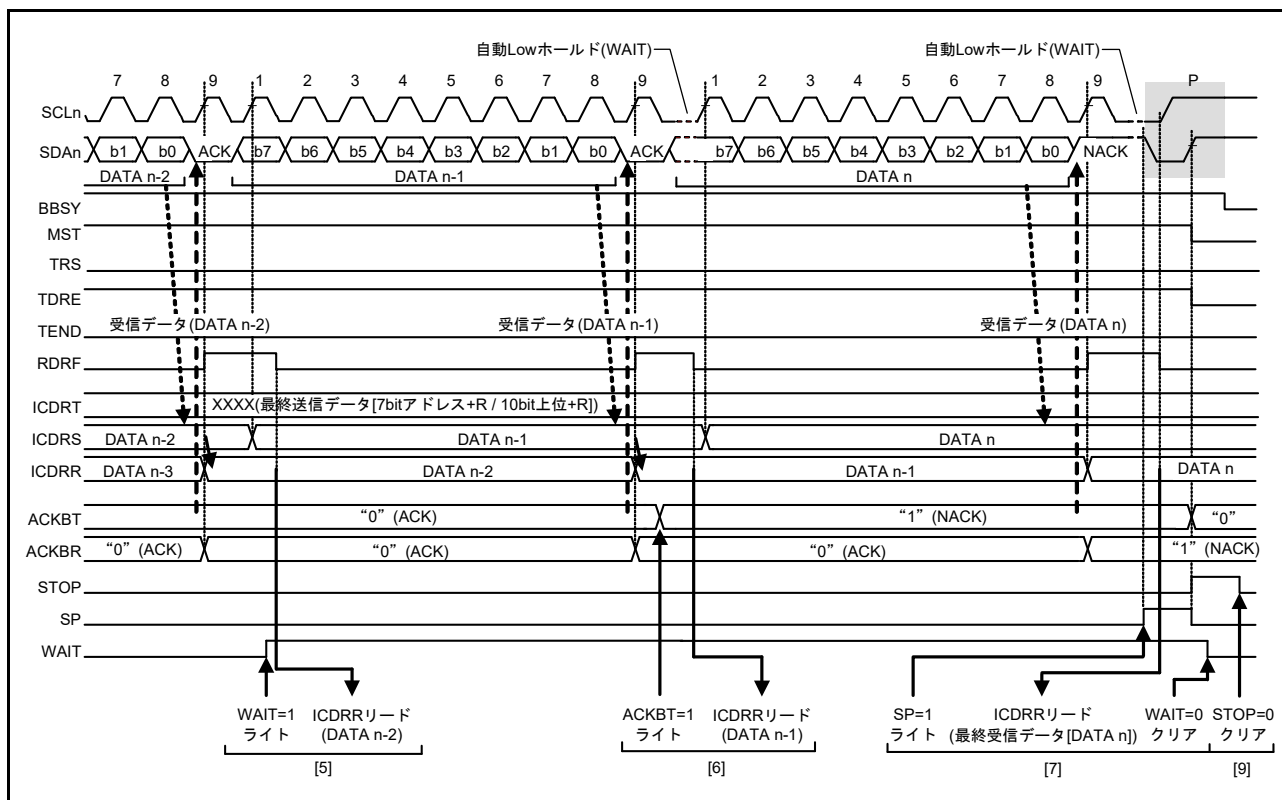 自動Lowホールド(WAIT)
自動Lowホールド(WAIT)
7 8 9 1 2 3 4 5 6 7 8 9 1 2 3 4 5 6 7 8 9 P
SCLn
SDAn b1 b0 ACK b7 b6 b5 b4 b3 b2 b1 b0 ACK b7 b6 b5 b4 b3 b2 b1 b0 NACK
DATA n-2 DATA n-1 DATA n
BBSY
MST
TRS
TDRE
TEND 受信データ(DATA n-2) 受信データ(DATA n-1) 受信データ(DATA n)
RDRF
ICDRT XXXX(最終送信データ[7bitアドレス+R / 10bit上位+R])
ICDRS DATA n-2 DATA n-1 DATA n
ICDRR DATA n-3 DATA n-2 DATA n-1 DATA n
ACKBT “0” (ACK) “1” (NACK) “0”
ACKBR “0” (ACK) “0” (ACK) “0” (ACK) “1” (NACK)
STOP
SP
WAIT
WAIT=1 ICDRRリード ACKBT=1 ICDRRリード SP=1 ICDRRリード WAIT=0 STOP=0
ライト (DATA n-2) ライト (DATA n-1) ライト (最終受信データ[DATA n]) クリア クリア
[5] [6] [7] [9]